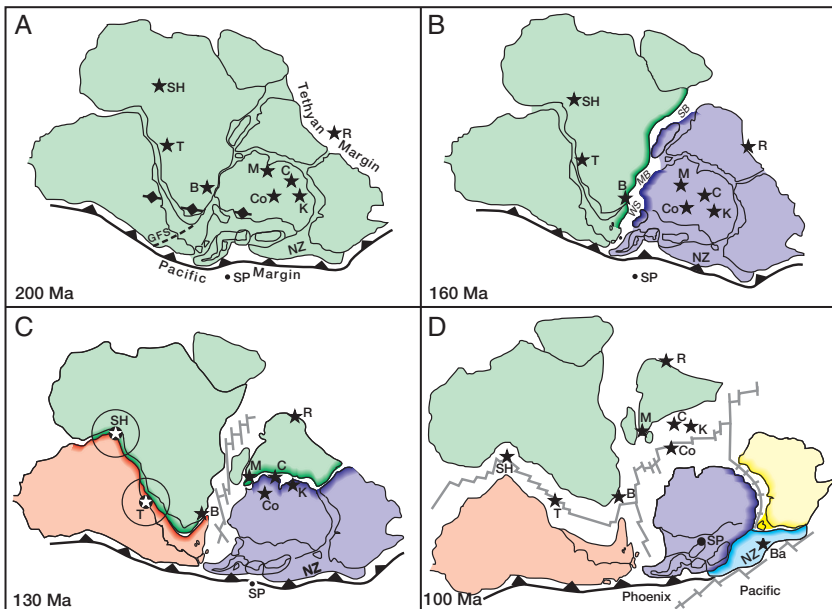 A
SH
Tethyan Margin
R
T
M
C
B
Co
K
GFS
NZ
Pacific Margin
SP
200 Ma
B
SH
SB
R
T
MB
M
C
B
WS
Co
K
NZ
SP
160 Ma
C
SH
R
M
C
T
B
Co
K
NZ
SP
130 Ma
D
R
M
C
K
SH
Co
T
B
SP
NZ
Ba
100 Ma
Phoenix
Pacific